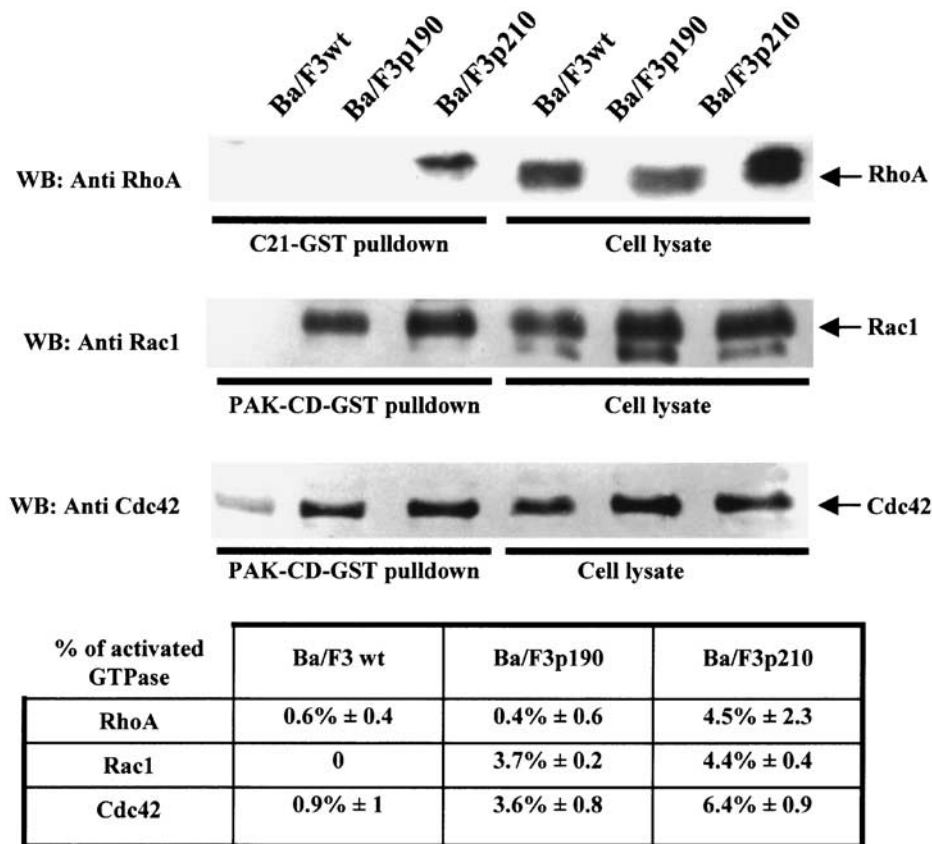 Ba/F3wt Ba/F3p190 Ba/F3p210 Ba/F3wt Ba/F3p190 Ba/F3p210
WB: Anti RhoA RhoA
C21-GST pulldown Cell lysate
WB: Anti Rac1 Rac1
PAK-CD-GST pulldown Cell lysate
WB: Anti Cdc42 Cdc42
PAK-CD-GST pulldown Cell lysate
% of activated GTPase Ba/F3 wt Ba/F3p190 Ba/F3p210
RhoA 0.6% ± 0.4 0.4% ± 0.6 4.5% ± 2.3
Rac1 0 3.7% ± 0.2 4.4% ± 0.4
Cdc42 0.9% ± 1 3.6% ± 0.8 6.4% ± 0.9